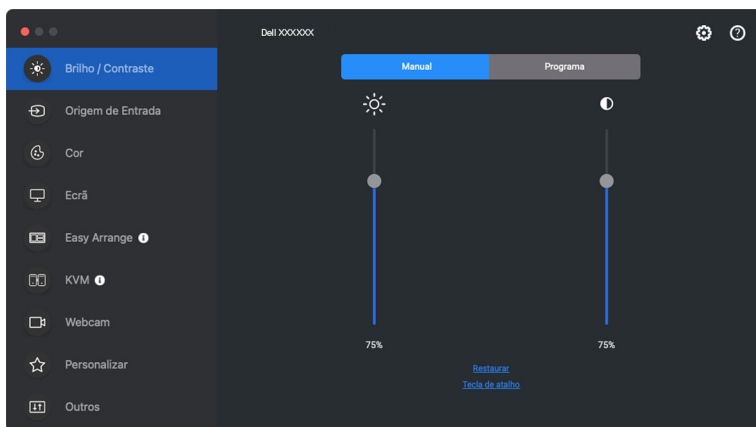 Dell XXXXXX
Brilho / Contraste
Origem de Entrada
Cor
Ecrã
Easy Arrange
KVM
Webcam
Personalizar
Outros
Manual
Programa
75%
75%
Restaurar
Tecla de atalho